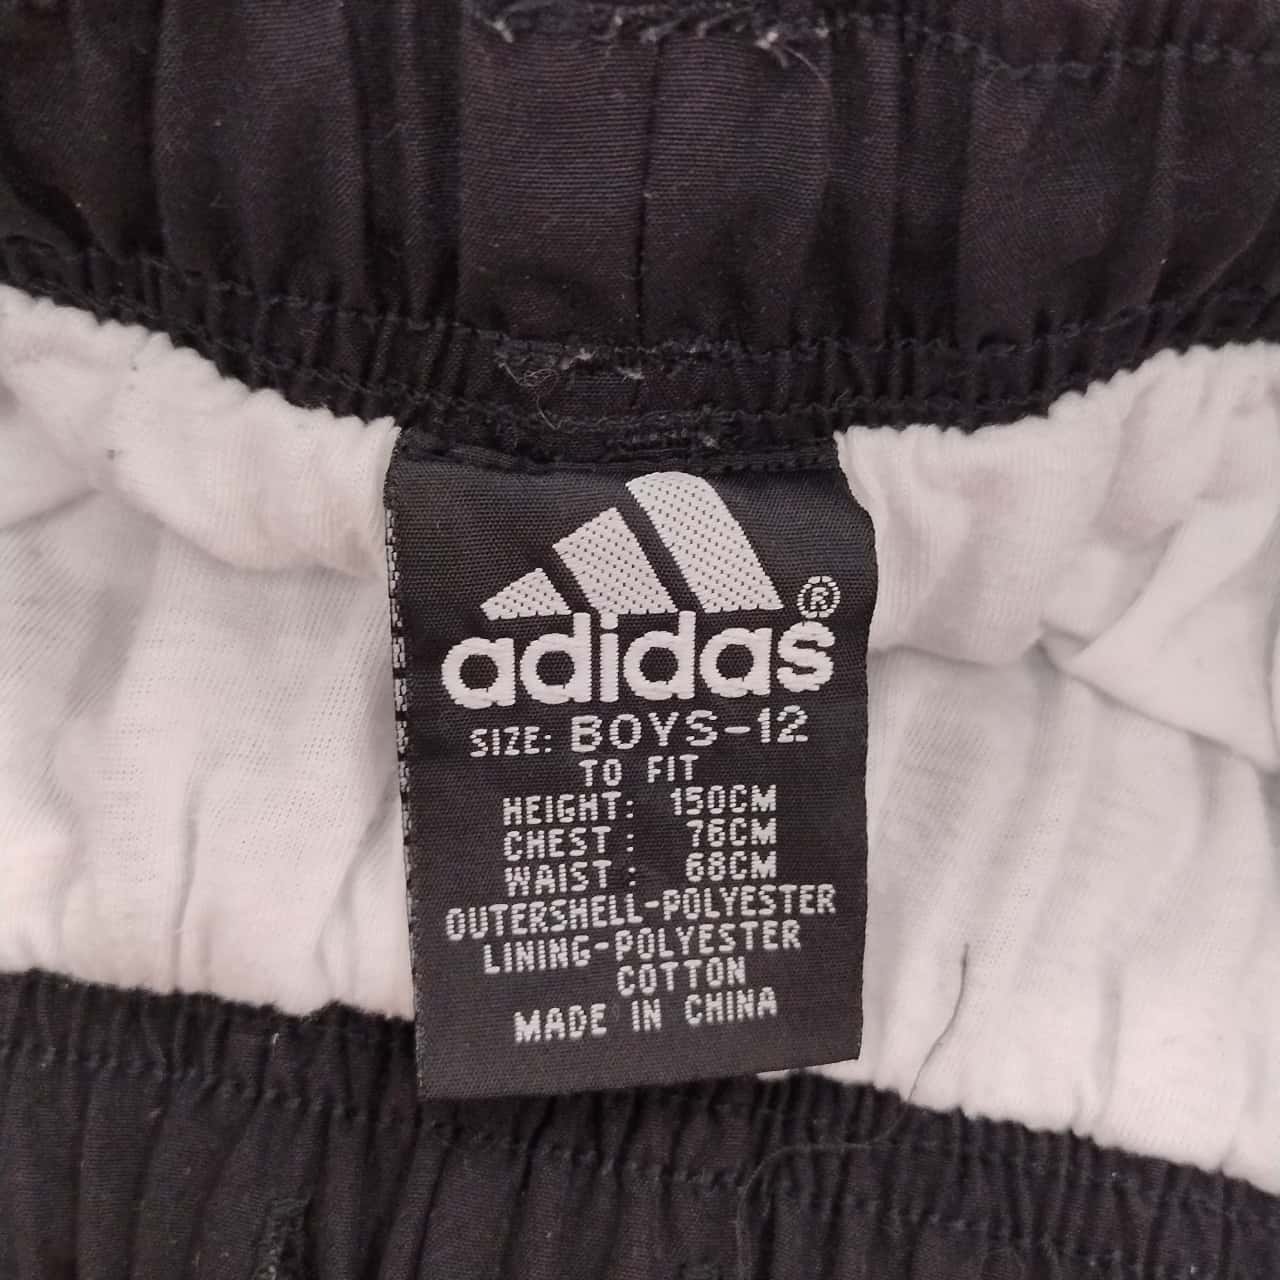 adidas®
SIZE: BOYS-12
TO FIT
HEIGHT: 150CM
CHEST : 76CM
WAIST : 68CM
OUTERSHELL-POLYESTER
LINING-POLYESTER
COTTON
MADE IN CHINA